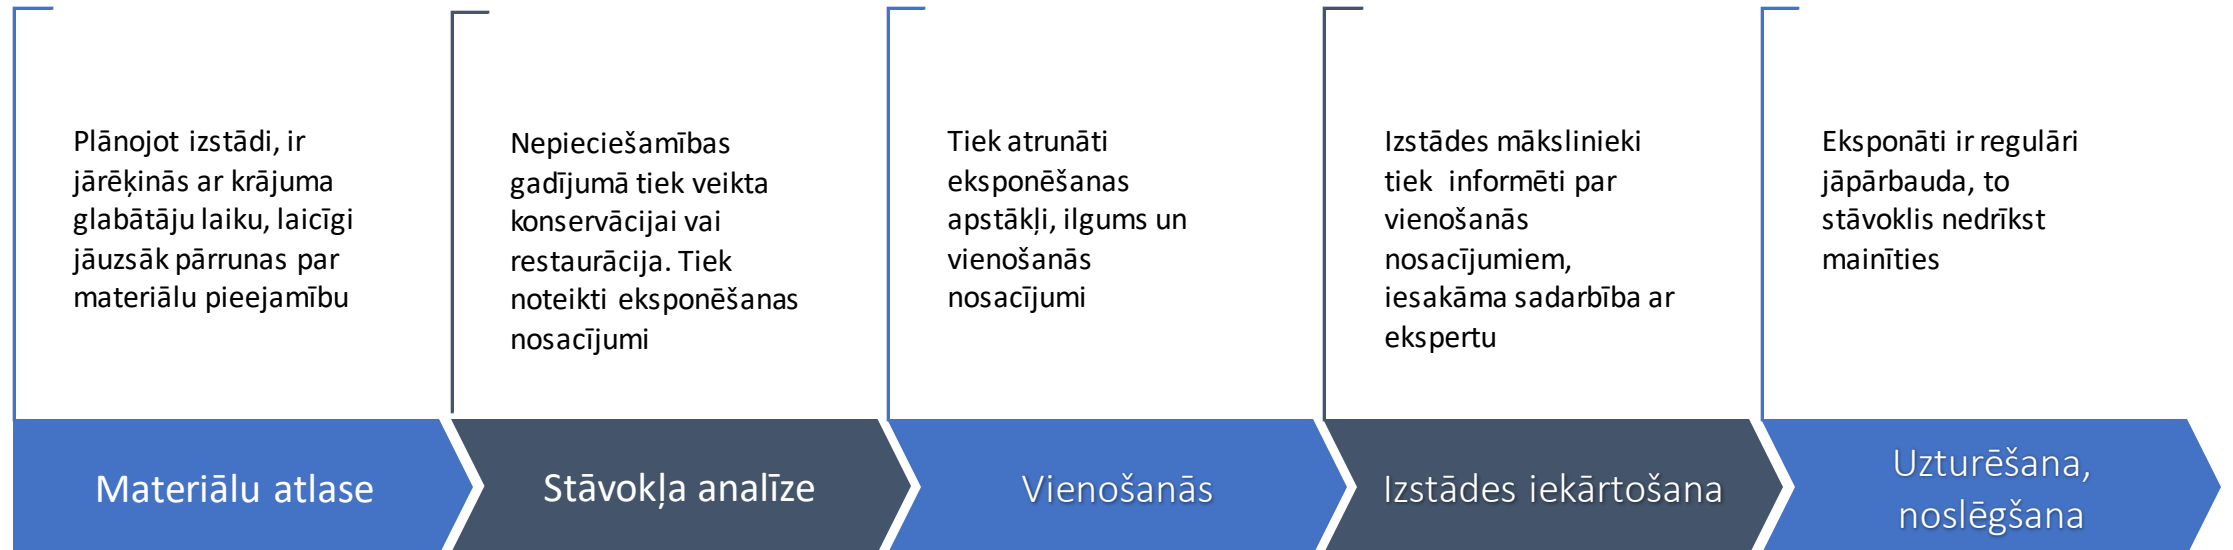 Plānojot izstādi, ir
jārēķinās ar krājuma
glabātāju laiku, laicīgi
jāuzsāk pārrunas par
materiālu pieejamību
Materiālu atlase
Nepieciešamības
gadījumā tiek veikta
konservācijai vai
restaurācija. Tiek
noteikti eksponēšanas
nosacījumi
Stāvokļa analīze
Tiek atrunāti
eksponēšanas
apstākļi, ilgums un
vienošanās
nosacījumi
Vienošanās
Izstādes mākslinieki
tiek informēti par
vienošanās
nosacījumiem,
iesakāma sadarbība ar
ekspertu
Izstādes iekārtošana
Eksponāti ir regulāri
jāpārbauda, to
stāvoklis nedrīkst
mainīties
Uzturēšana,
noslēgšana